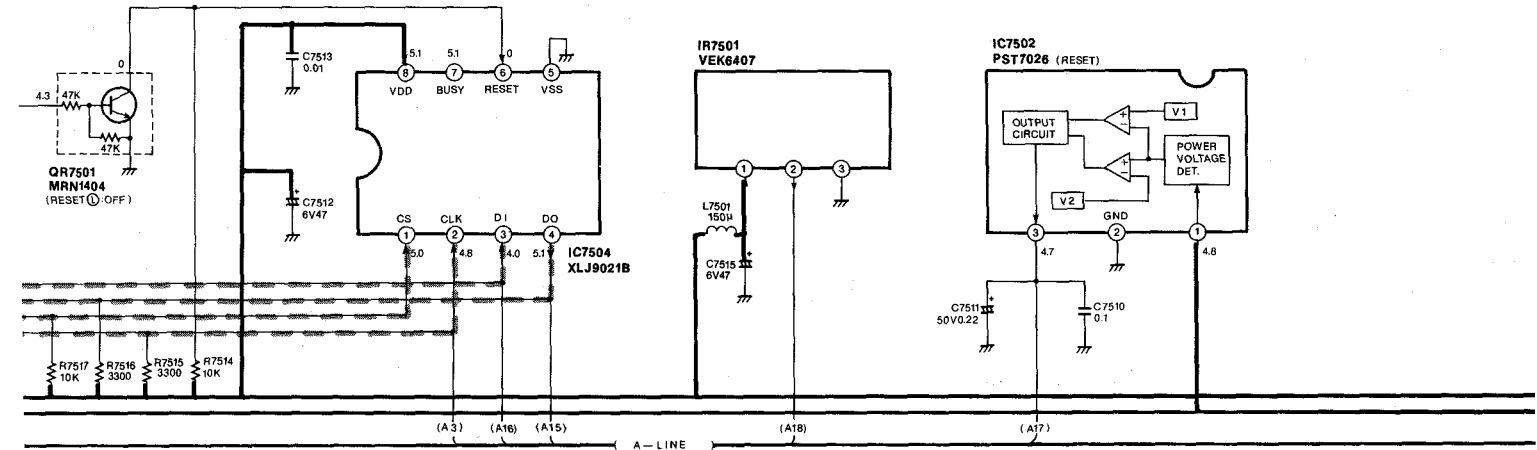 0
4.3
47K
47K
QR7501
MRN1404
(RESET Ⓛ:OFF)
C7513
0.01
C7512
6V47
5.1
5.1
0
8
7
6
5
VDD
BUSY
RESET
VSS
CS
CLK
DI
DO
1
2
3
4
5.0
4.8
4.0
5.1
IC7504
XLJ9021B
R7517
10K
R7516
3300
R7515
3300
R7514
10K
IR7501
VEK6407
1
2
3
L7501
150µ
C7515
6V47
IC7502
PST7026 (RESET)
OUTPUT
CIRCUIT
+
−
+
−
V1
POWER
VOLTAGE
DET.
V2
GND
3
2
1
4.7
4.8
C7511
50V0.22
C7510
0.1
(A3)
(A16)
(A15)
(A18)
(A17)
( A—LINE )